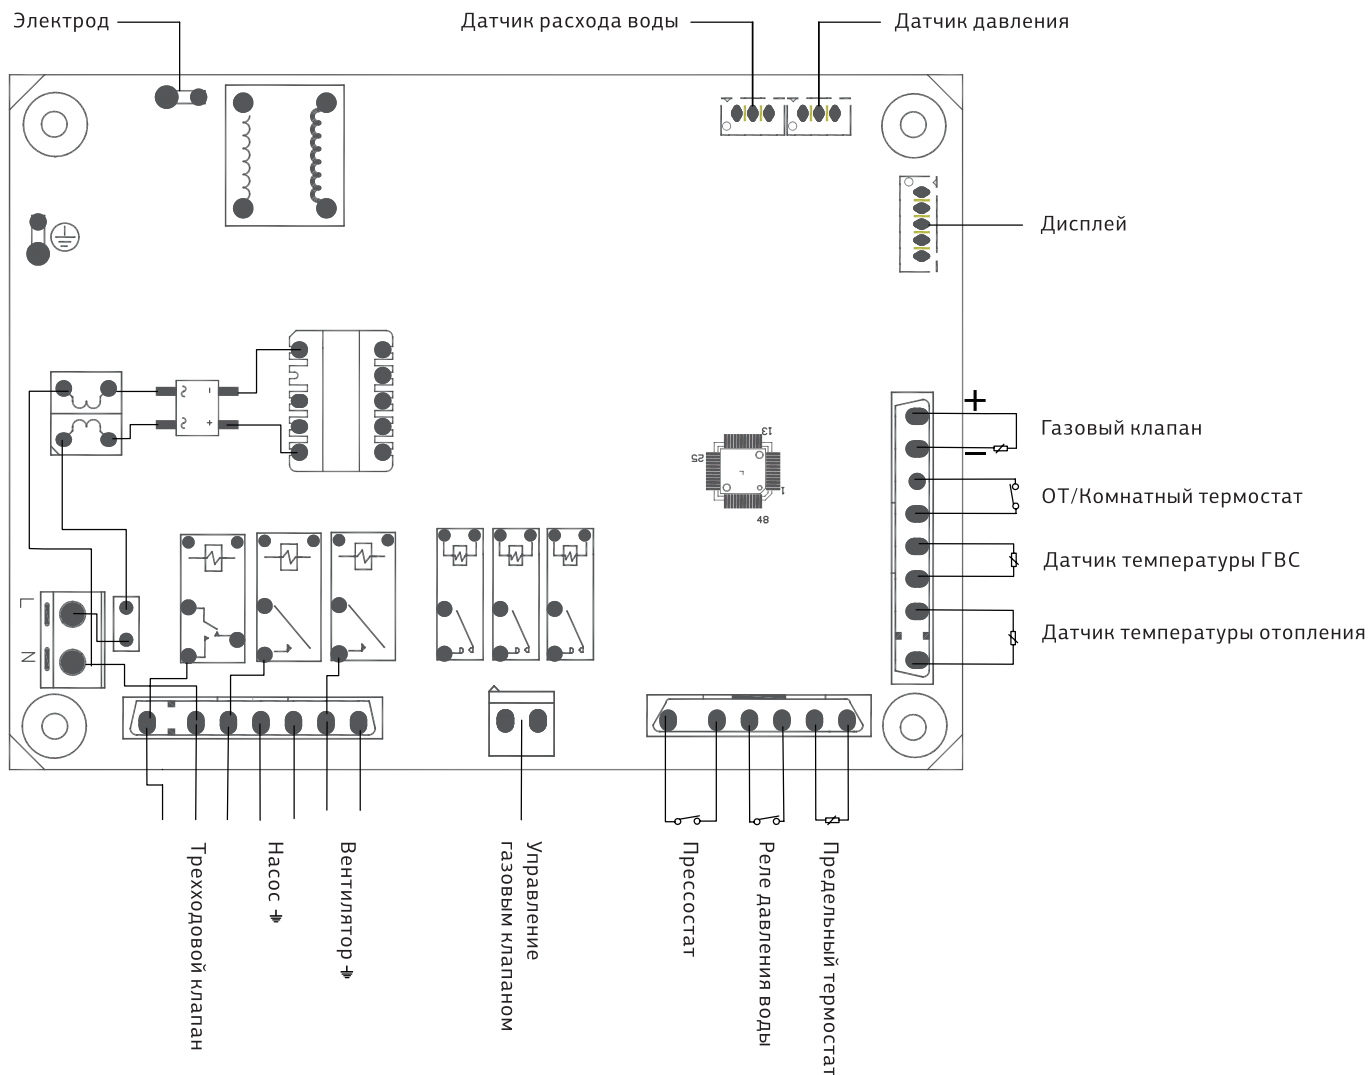 Электрод
Датчик расхода воды
Датчик давления
Дисплей
+
Газовый клапан
−
ОТ/Комнатный термостат
Датчик температуры ГВС
Датчик температуры отопления
~ -
~ +
13
25
1
48
L
N
Трехходовой клапан
Насос
Вентилятор
Управление
газовым клапаном
Прессостат
Реле давления воды
Предельный термостат